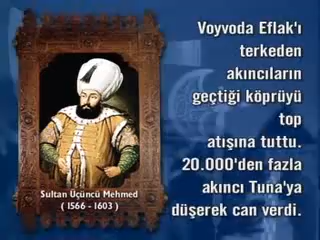 Voyvoda Eflak'ı
terkeden
akıncıların
geçtiği köprüyü
top
atışına tuttu.
20.000'den fazla
akıncı Tuna'ya
düşerek can verdi.
Sultan Üçüncü Mehmed
( 1566 - 1603 )